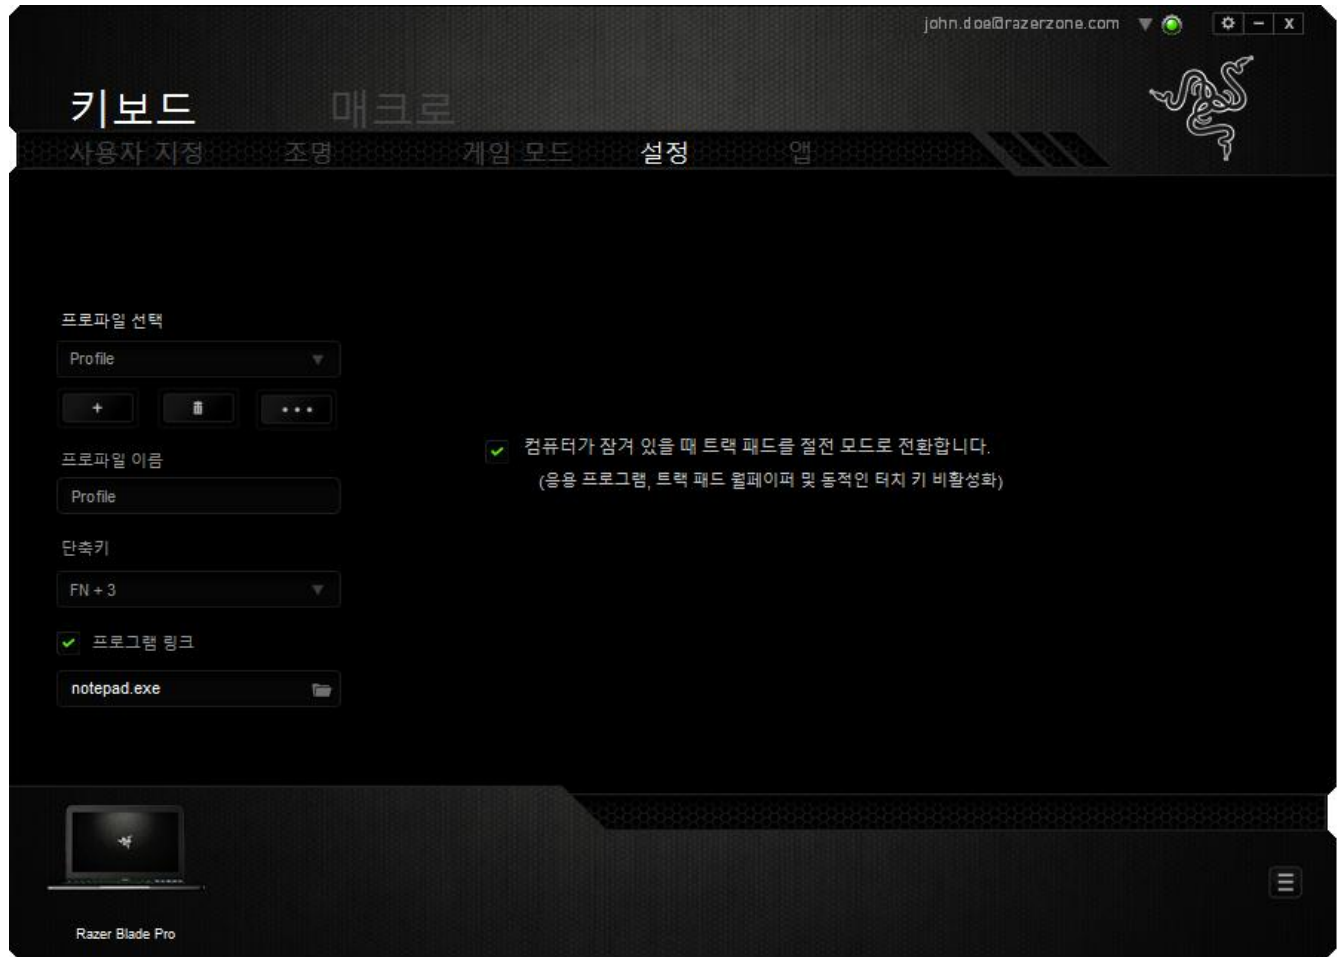 john.doe@razerzone.com
키보드 매크로
사용자 지정 조명 게임 모드 설정 앱
프로파일 선택
Profile
프로파일 이름
Profile
단축키
FN + 3
프로그램 링크
notepad.exe
컴퓨터가 잠겨 있을 때 트랙 패드를 절전 모드로 전환합니다.
(응용 프로그램, 트랙 패드 월페이퍼 및 동적인 터치 키 비활성화)
Razer Blade Pro